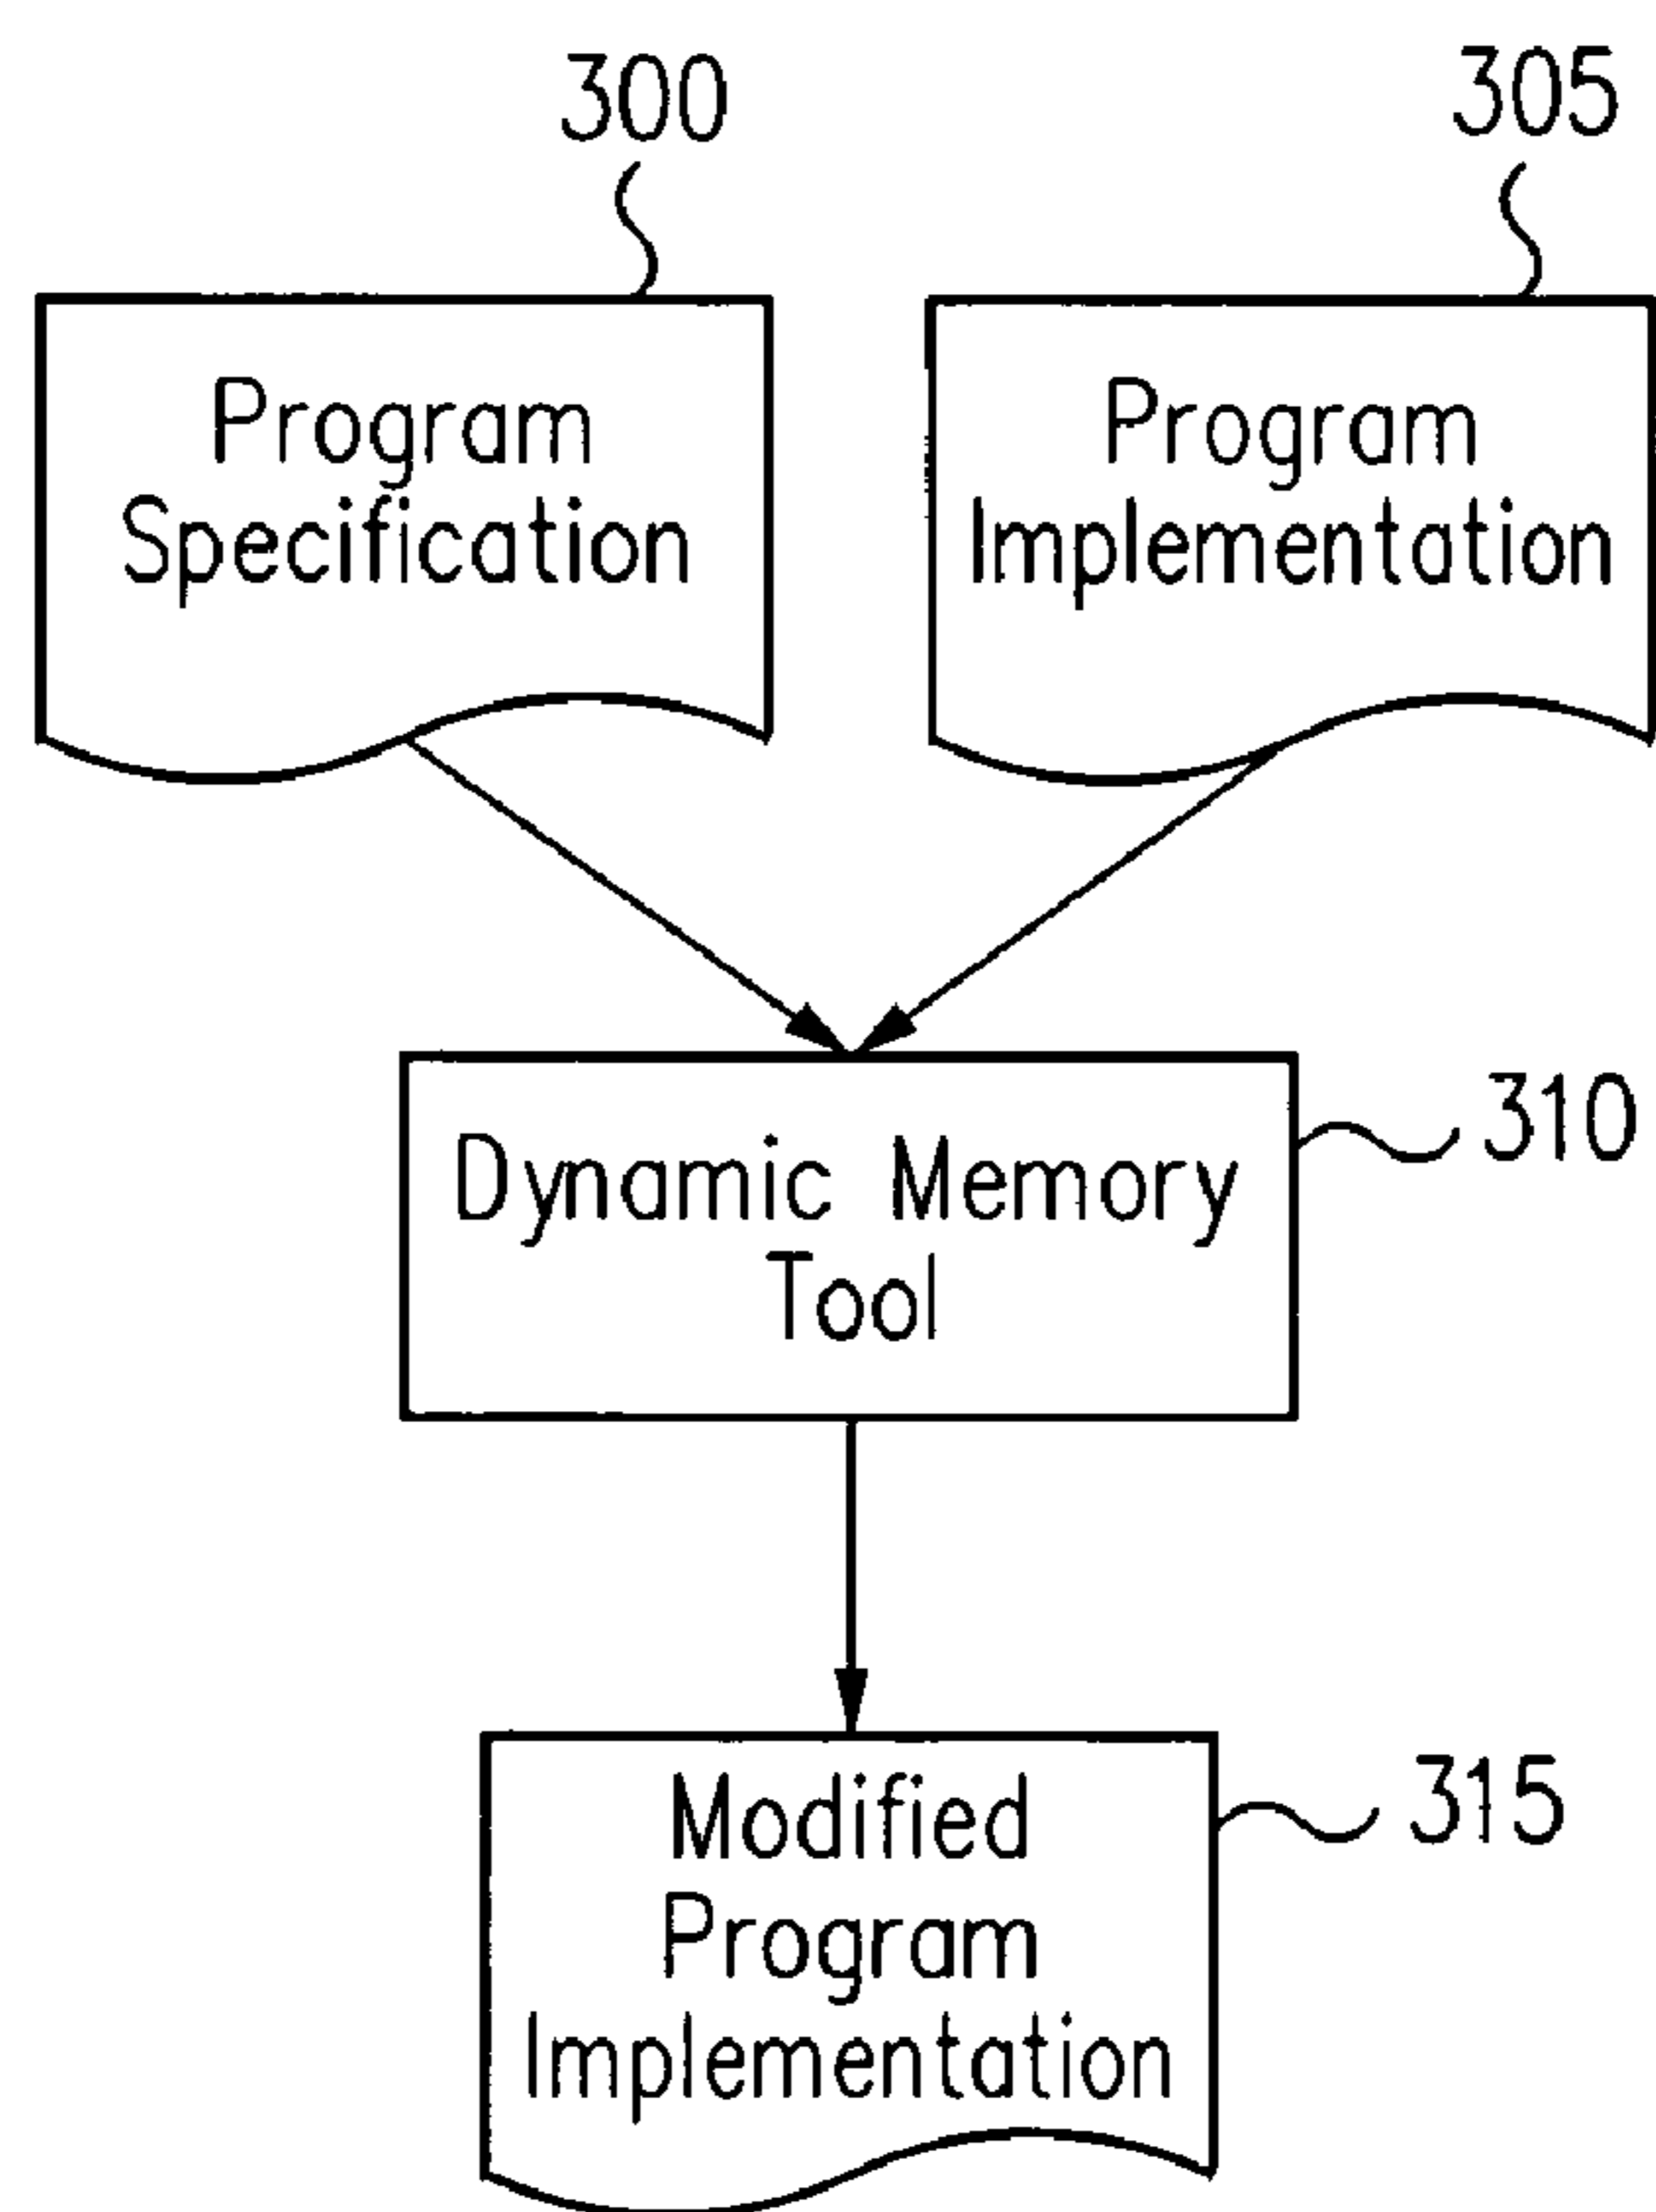 300
305
Program
Specification
Program
Implementation
Dynamic Memory
Tool
310
Modified
Program
Implementation
315